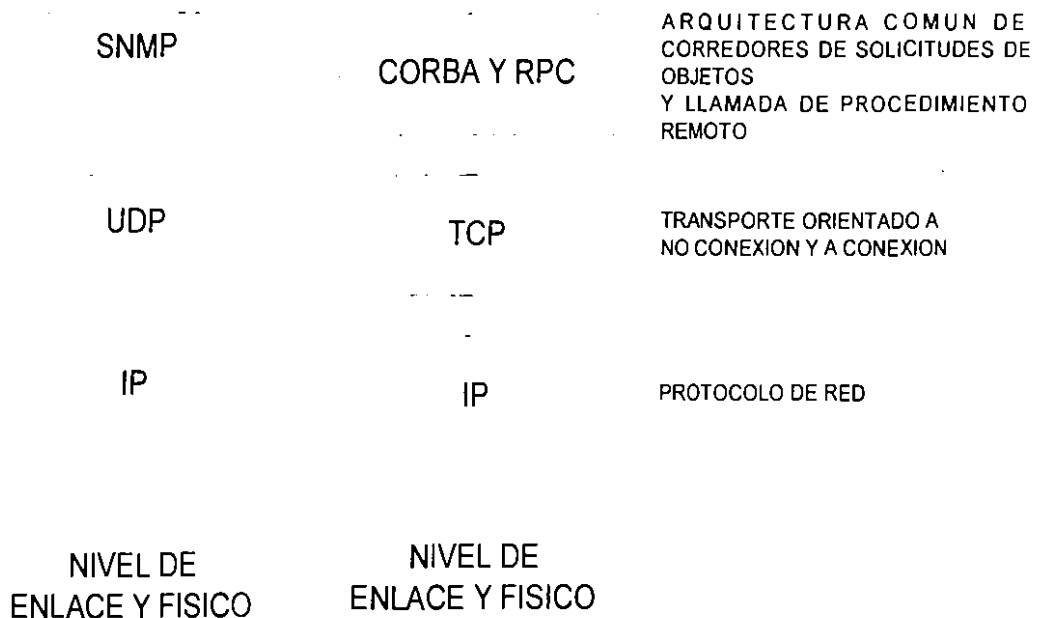 SNMP
CORBA Y RPC
ARQUITECTURA COMUN DE
CORREDORES DE SOLICITUDES DE
OBJETOS
Y LLAMADA DE PROCEDIMIENTO
REMOTO
UDP
TCP
TRANSPORTE ORIENTADO A
NO CONEXION Y A CONEXION
IP
IP
PROTOCOLO DE RED
NIVEL DE
ENLACE Y FISICO
NIVEL DE
ENLACE Y FISICO